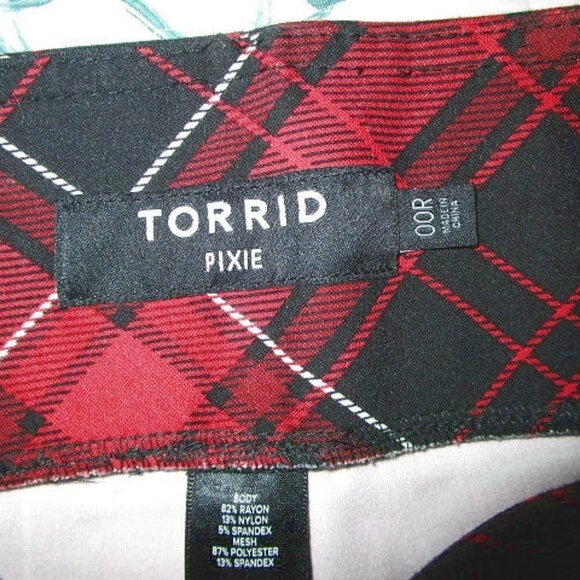 TORRID
PIXIE
00R
MADE IN
CHINA
BODY
82% RAYON
13% NYLON
5% SPANDEX
MESH
87% POLYESTER
13% SPANDEX